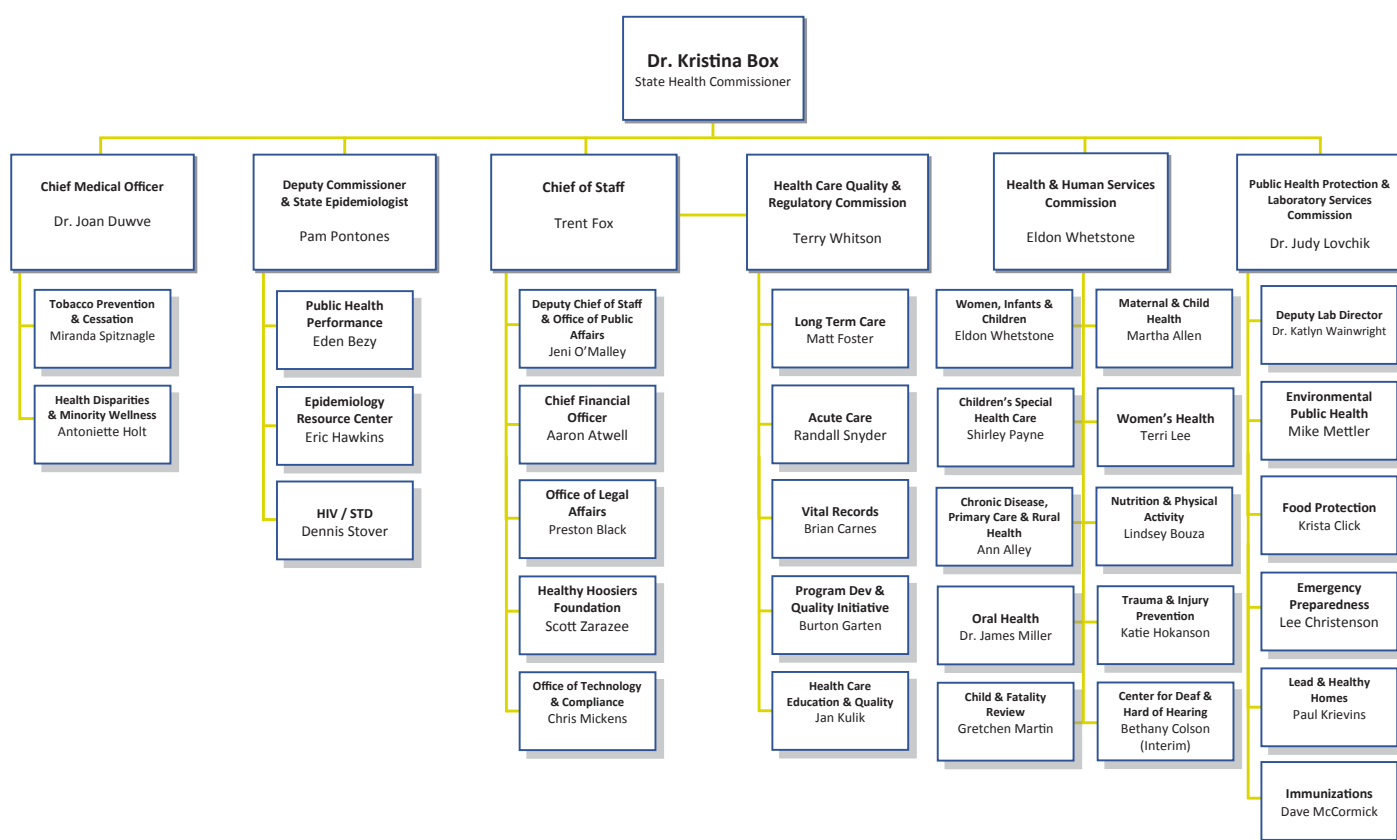 Dr. Kristina Box
State Health Commissioner
Chief Medical Officer
Dr. Joan Duwve
Deputy Commissioner
& State Epidemiologist
Pam Pontones
Chief of Staff
Trent Fox
Health Care Quality &
Regulatory Commission
Terry Whitson
Health & Human Services
Commission
Eldon Whetstone
Public Health Protection &
Laboratory Services
Commission
Dr. Judy Lovchik
Tobacco Prevention
& Cessation
Miranda Spitznagle
Health Disparities
& Minority Wellness
Antoniette Holt
Public Health
Performance
Eden Bezy
Epidemiology
Resource Center
Eric Hawkins
HIV / STD
Dennis Stover
Deputy Chief of Staff
& Office of Public
Affairs
Jeni O’Malley
Chief Financial
Officer
Aaron Atwell
Office of Legal
Affairs
Preston Black
Healthy Hoosiers
Foundation
Scott Zarazee
Office of Technology
& Compliance
Chris Mickens
Long Term Care
Matt Foster
Acute Care
Randall Snyder
Vital Records
Brian Carnes
Program Dev &
Quality Initiative
Burton Garten
Health Care
Education & Quality
Jan Kulik
Women, Infants &
Children
Eldon Whetstone
Maternal & Child
Health
Martha Allen
Children’s Special
Health Care
Shirley Payne
Women’s Health
Terri Lee
Chronic Disease,
Primary Care & Rural
Health
Ann Alley
Nutrition & Physical
Activity
Lindsey Bouza
Oral Health
Dr. James Miller
Trauma & Injury
Prevention
Katie Hokanson
Child & Fatality
Review
Gretchen Martin
Center for Deaf &
Hard of Hearing
Bethany Colson
(Interim)
Deputy Lab Director
Dr. Katlyn Wainwright
Environmental
Public Health
Mike Mettler
Food Protection
Krista Click
Emergency
Preparedness
Lee Christenson
Lead & Healthy
Homes
Paul Krievins
Immunizations
Dave McCormick